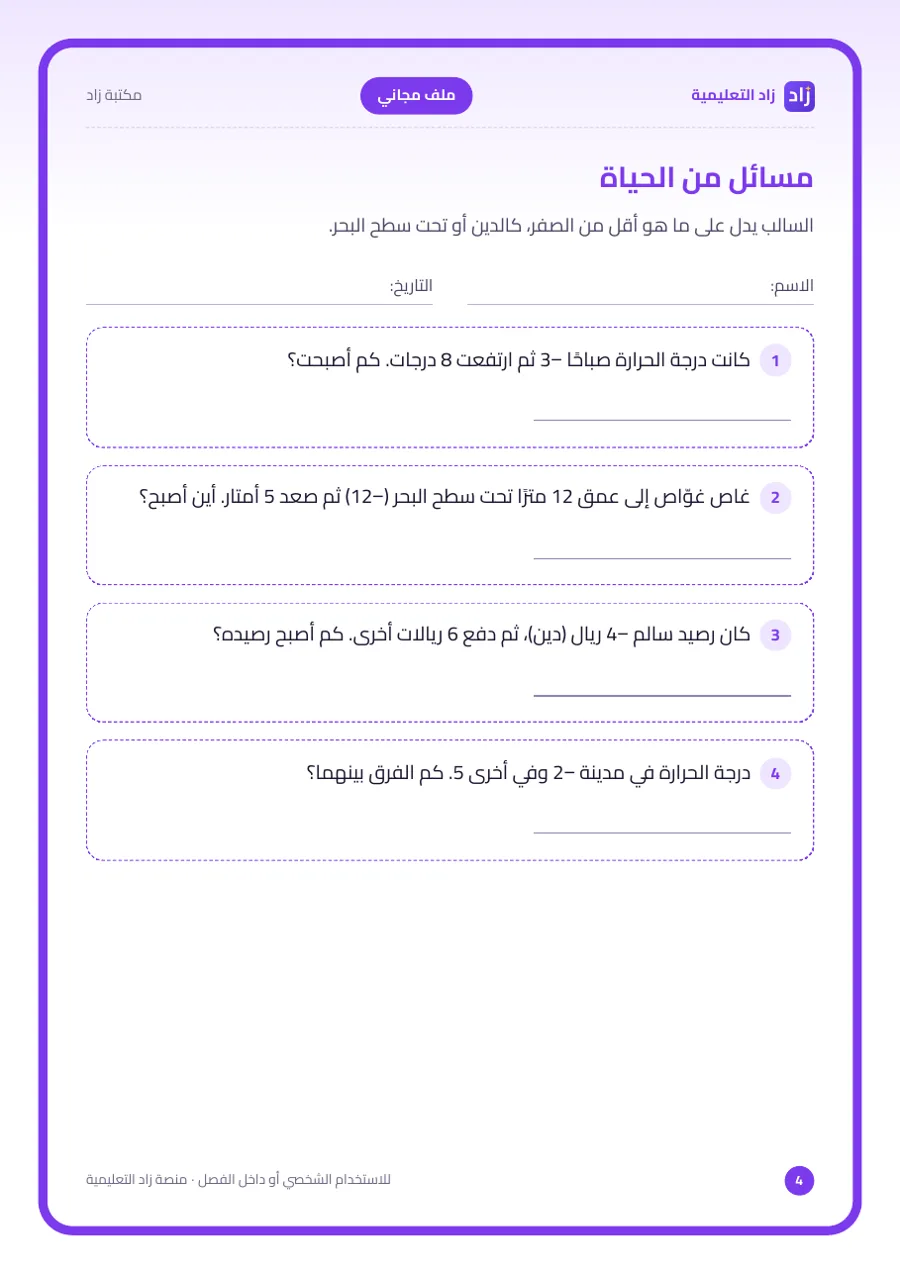 زاد زاد التعليمية
ملف مجاني
مكتبة زاد
مسائل من الحياة
السالب يدل على ما هو أقل من الصفر، كالدين أو تحت سطح البحر.
الاسم:
التاريخ:
1 كانت درجة الحرارة صباحًا –3 ثم ارتفعت 8 درجات. كم أصبحت؟
2 غاص غوّاص إلى عمق 12 مترًا تحت سطح البحر (–12) ثم صعد 5 أمتار. أين أصبح؟
3 كان رصيد سالم –4 ريال (دين)، ثم دفع 6 ريالات أخرى. كم أصبح رصيده؟
4 درجة الحرارة في مدينة –2 وفي أخرى 5. كم الفرق بينهما؟
4
للاستخدام الشخصي أو داخل الفصل · منصة زاد التعليمية